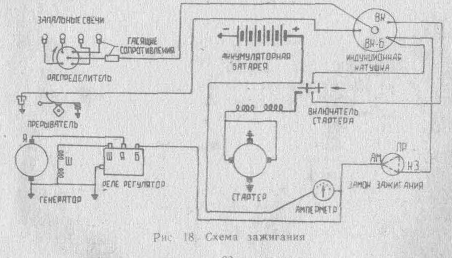 ЗАПАЛЬНЫЕ СВЕЧИ
ГАСЯЩИЕ
СОПРОТИВЛЕНИЯ
РАСПРЕДЕЛИТЕЛЬ
- +
АККУМУЛЯТОРНАЯ
БАТАРЕЯ
ВК
ВК-Б
ИНДУКЦИОННАЯ
КАТУШКА
ПРЕРЫВАТЕЛЬ
ВКЛЮЧАТЕЛЬ
СТАРТЕРА
Я
Ш
Ш Я Б
РЕЛЕ РЕГУЛЯТОР
ГЕНЕРАТОР
СТАРТЕР
АМПЕРМЕТР
ПР
АМ
КЗ
ЗАМОК ЗАЖИГАНИЯ
Рис 18 Схема зажигания